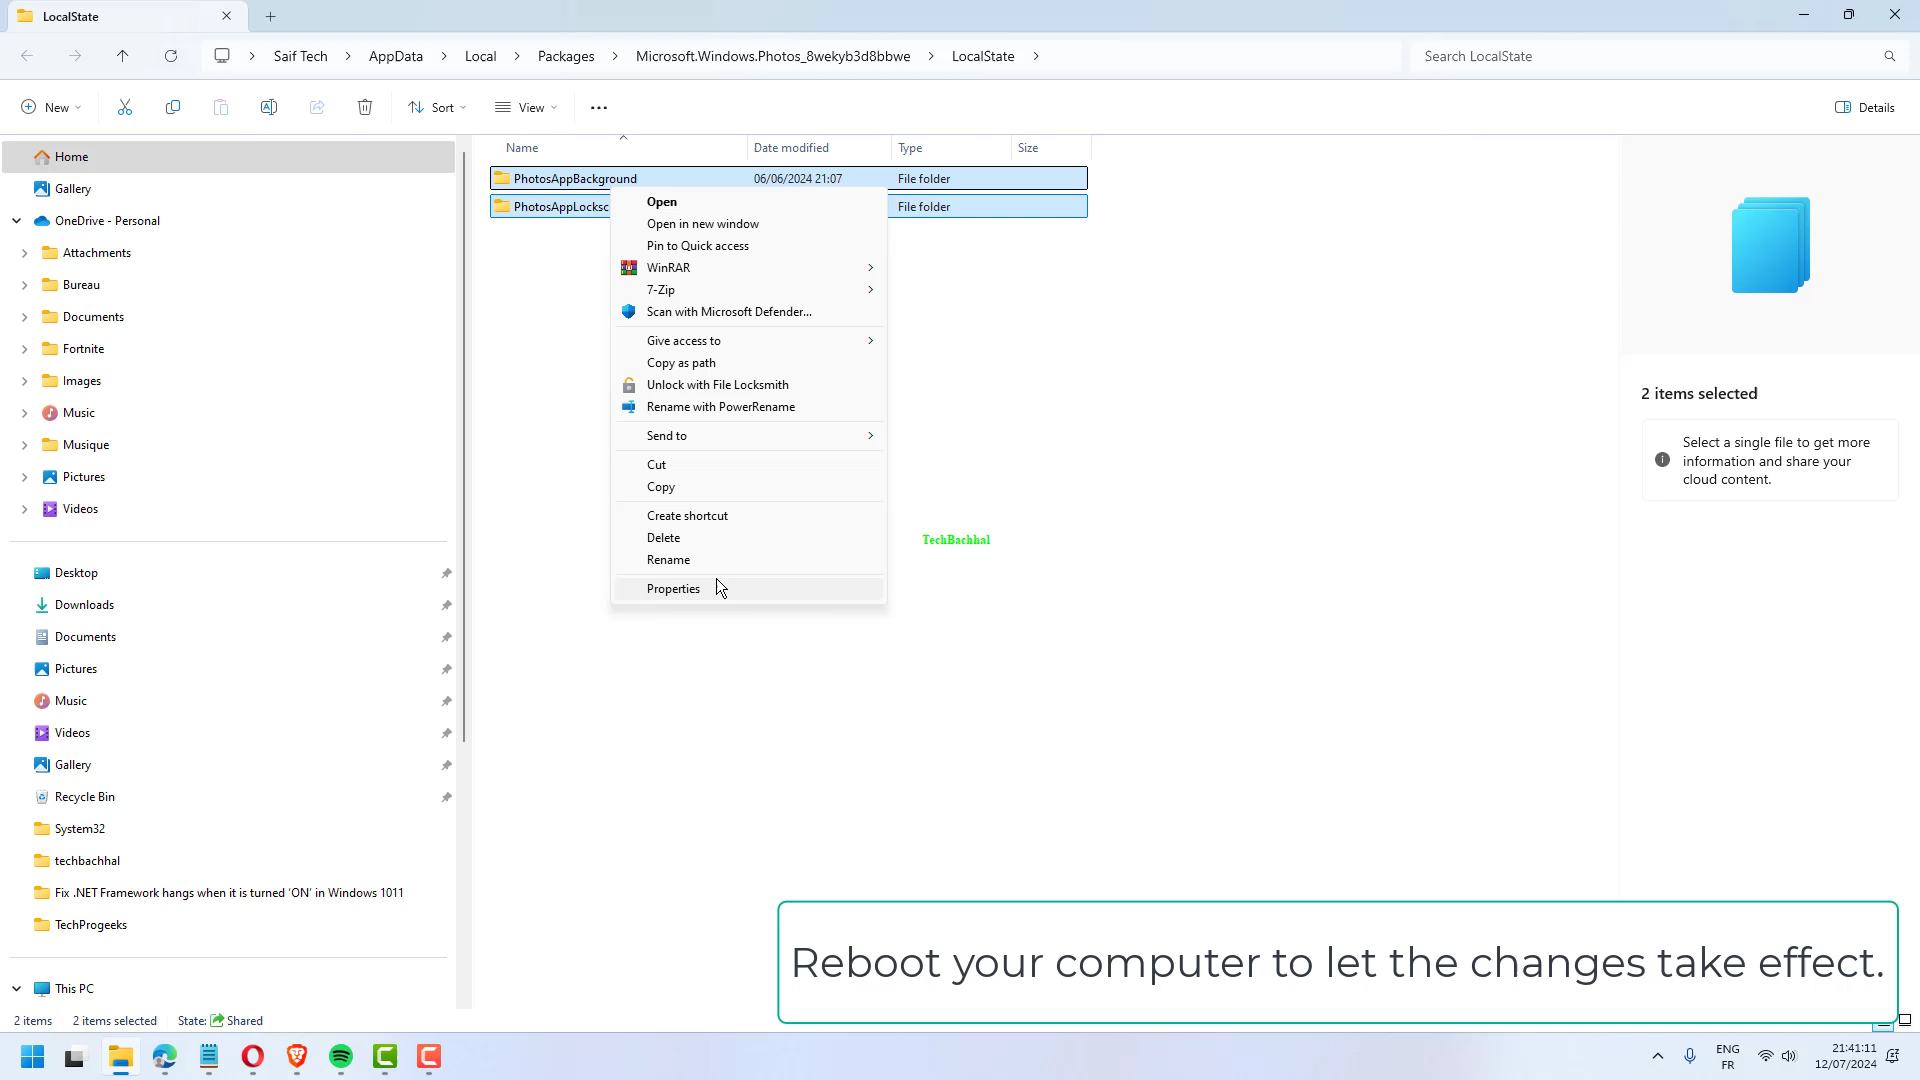 LocalState
Saif Tech
AppData
Local
Packages
Microsoft.Windows.Photos_8wekyb3d8bbwe
LocalState
Search LocalState
New
Sort
View
Details
Home
Gallery
OneDrive - Personal
Attachments
Bureau
Documents
Fortnite
Images
Music
Musique
Pictures
Videos
Desktop
Downloads
Documents
Pictures
Music
Videos
Gallery
Recycle Bin
System32
techbachhal
Fix .NET Framework hangs when it is turned ‘ON’ in Windows 1011
TechProgeeks
This PC
Name Date modified Type Size
PhotosAppBackground 06/06/2024 21:07 File folder
PhotosAppLocksc File folder
Open
Open in new window
Pin to Quick access
WinRAR
7-Zip
Scan with Microsoft Defender...
Give access to
Copy as path
Unlock with File Locksmith
Rename with PowerRename
Send to
Cut
Copy
Create shortcut
Delete
Rename
Properties
TechBachhal
2 items selected
Select a single file to get more
information and share your
cloud content.
Reboot your computer to let the changes take effect.
2 items
2 items selected
State: Shared
ENG
FR
21:41:11
12/07/2024